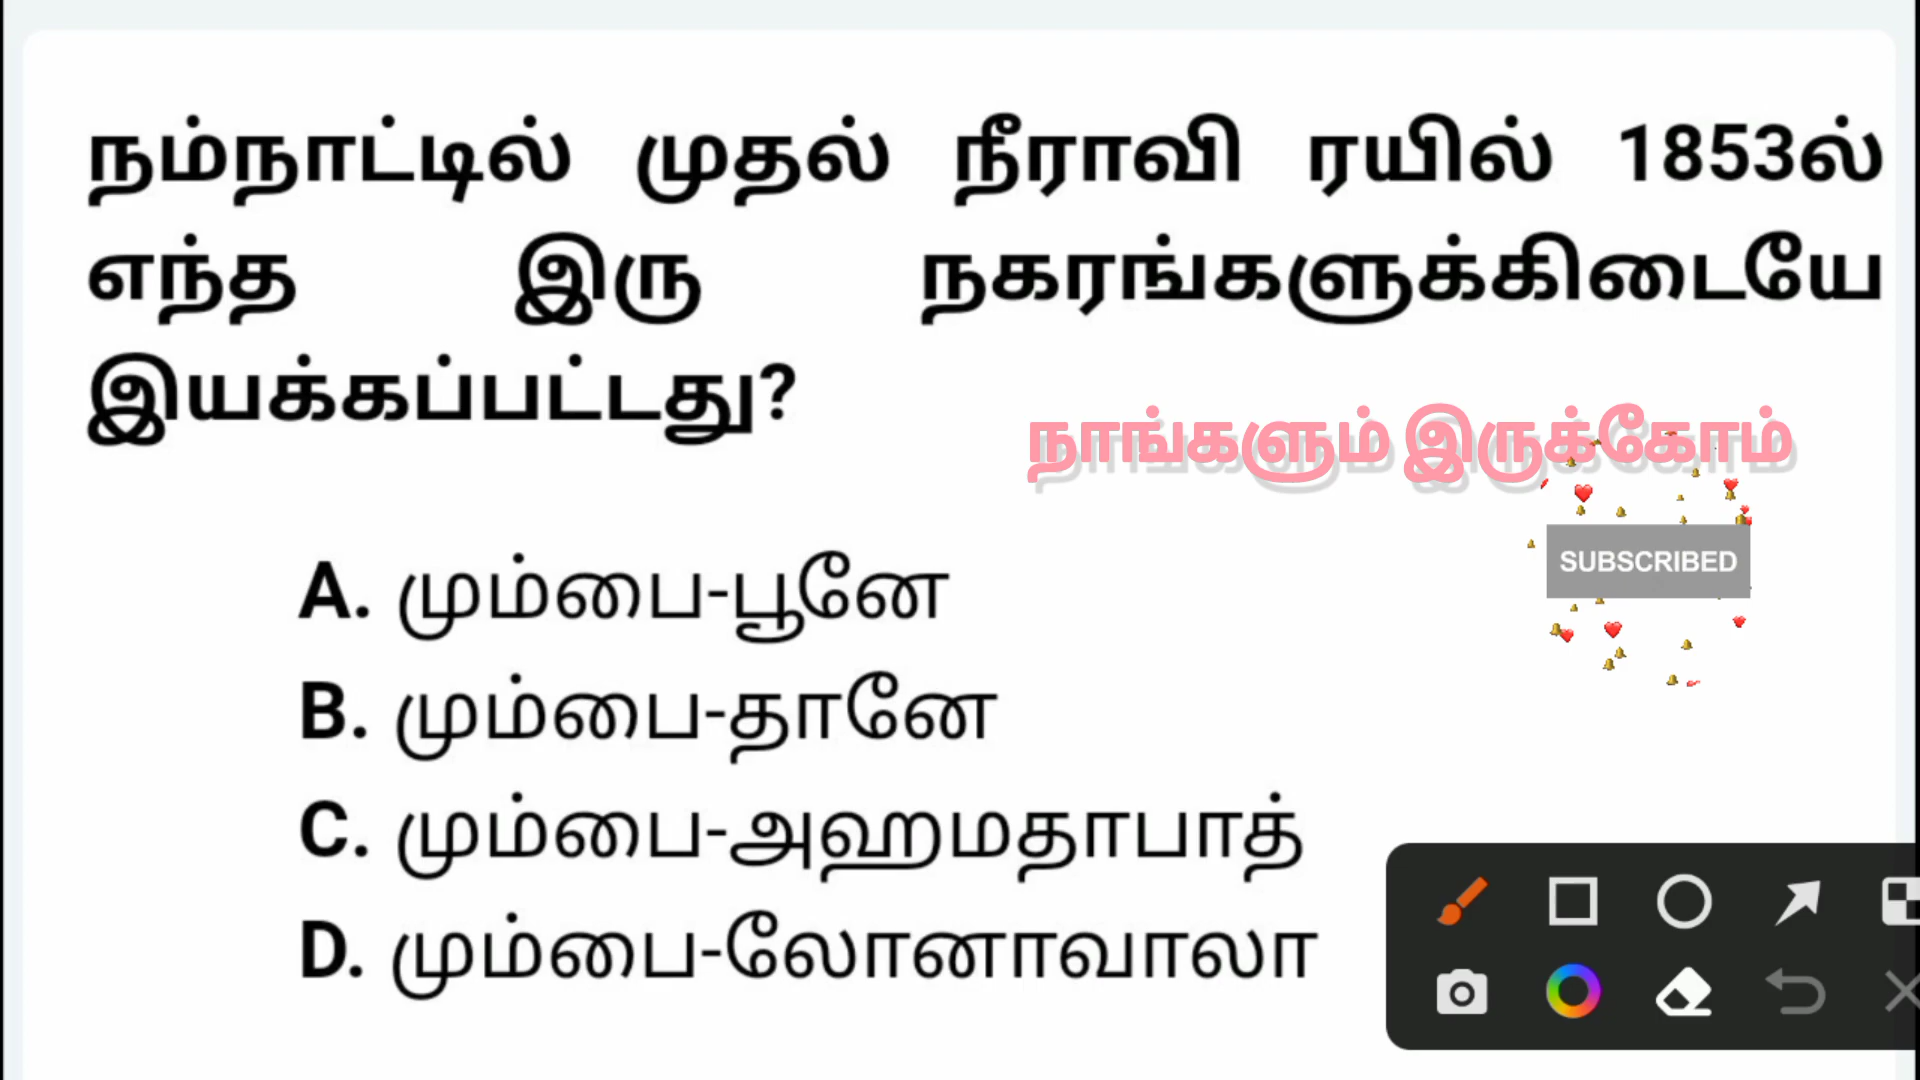 நம்நாட்டில் முதல் நீராவி ரயில் 1853ல்
எந்த இரு நகரங்களுக்கிடையே
இயக்கப்பட்டது?
நாங்களும் இருக்கோம்
SUBSCRIBED
A. மும்பை-பூனே
B. மும்பை-தானே
C. மும்பை-அஹமதாபாத்
D. மும்பை-லோனாவாலா